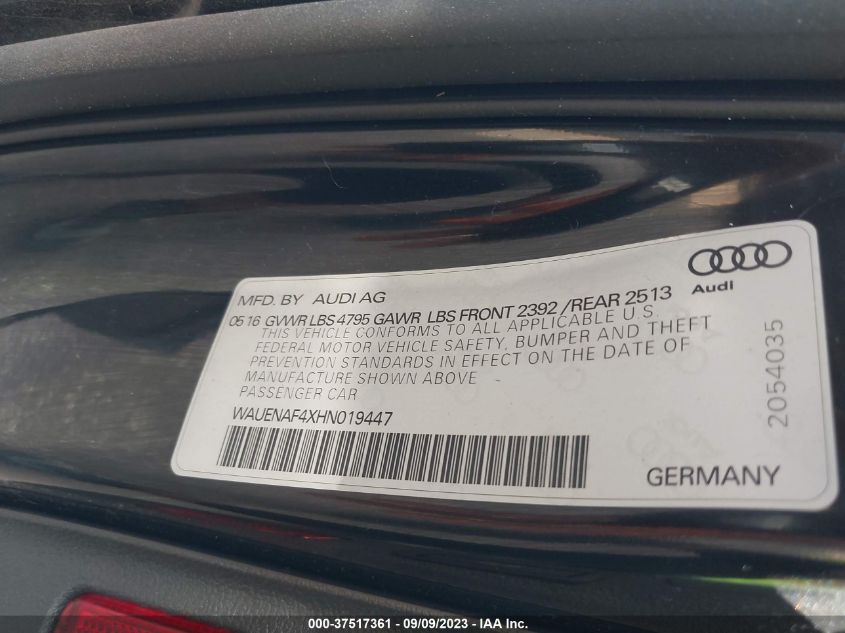 MFD. BY AUDI AG
05 16 GVWR LBS 4795 GAWR LBS FRONT 2392 / REAR 2513
THIS VEHICLE CONFORMS TO ALL APPLICABLE U.S.
FEDERAL MOTOR VEHICLE SAFETY, BUMPER AND THEFT
PREVENTION STANDARDS IN EFFECT ON THE DATE OF
MANUFACTURE SHOWN ABOVE
PASSENGER CAR
WAUENAF4XHN019447
Audi
2054035
GERMANY
000-37517361 - 09/09/2023 - IAA Inc.